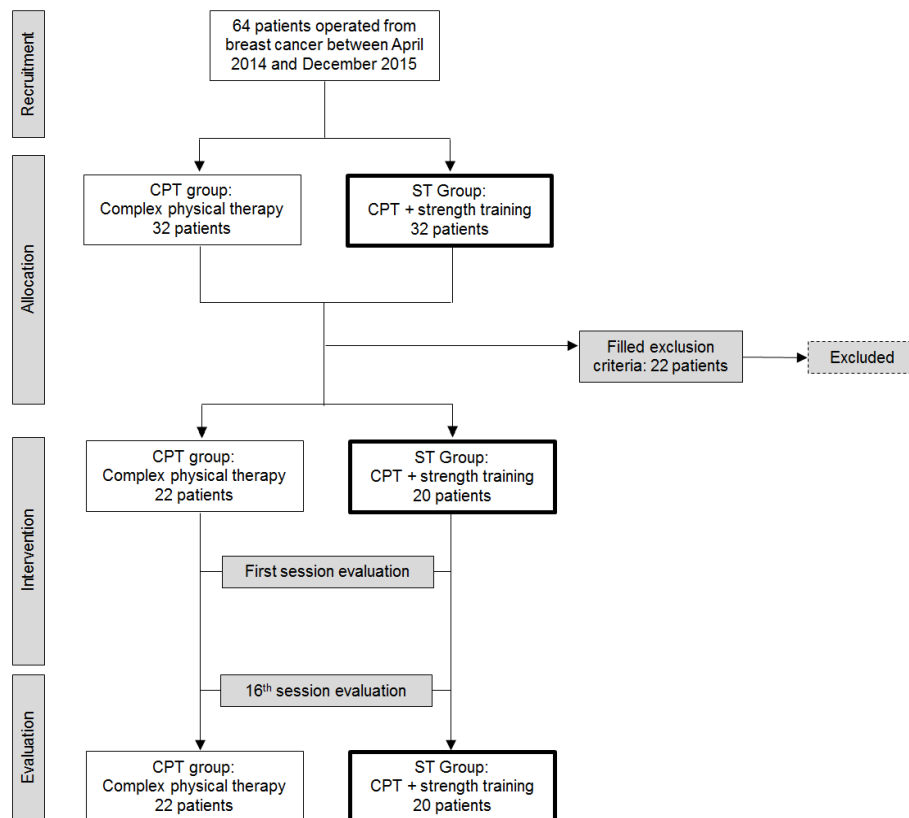 Recruitment
64 patients operated from
breast cancer between April
2014 and December 2015
Allocation
CPT group:
Complex physical therapy
32 patients
ST Group:
CPT + strength training
32 patients
Filled exclusion
criteria: 22 patients
Excluded
Intervention
CPT group:
Complex physical therapy
22 patients
ST Group:
CPT + strength training
20 patients
First session evaluation
16th session evaluation
Evaluation
CPT group:
Complex physical therapy
22 patients
ST Group:
CPT + strength training
20 patients